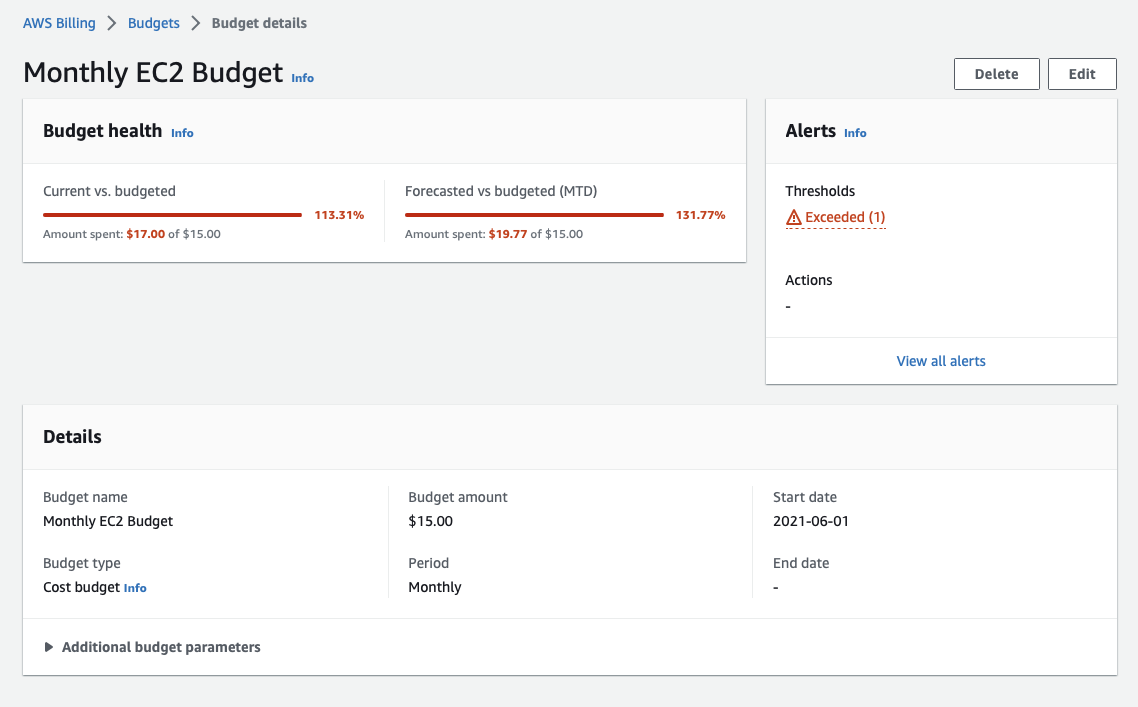 AWS Billing > Budgets > Budget details
Monthly EC2 Budget Info
Delete
Edit
Budget health Info
Current vs. budgeted
113.31%
Amount spent: $17.00 of $15.00
Forecasted vs budgeted (MTD)
131.77%
Amount spent: $19.77 of $15.00
Alerts Info
Thresholds
Exceeded (1)
Actions
-
View all alerts
Details
Budget name
Monthly EC2 Budget
Budget type
Cost budget Info
Budget amount
$15.00
Period
Monthly
Start date
2021-06-01
End date
-
Additional budget parameters